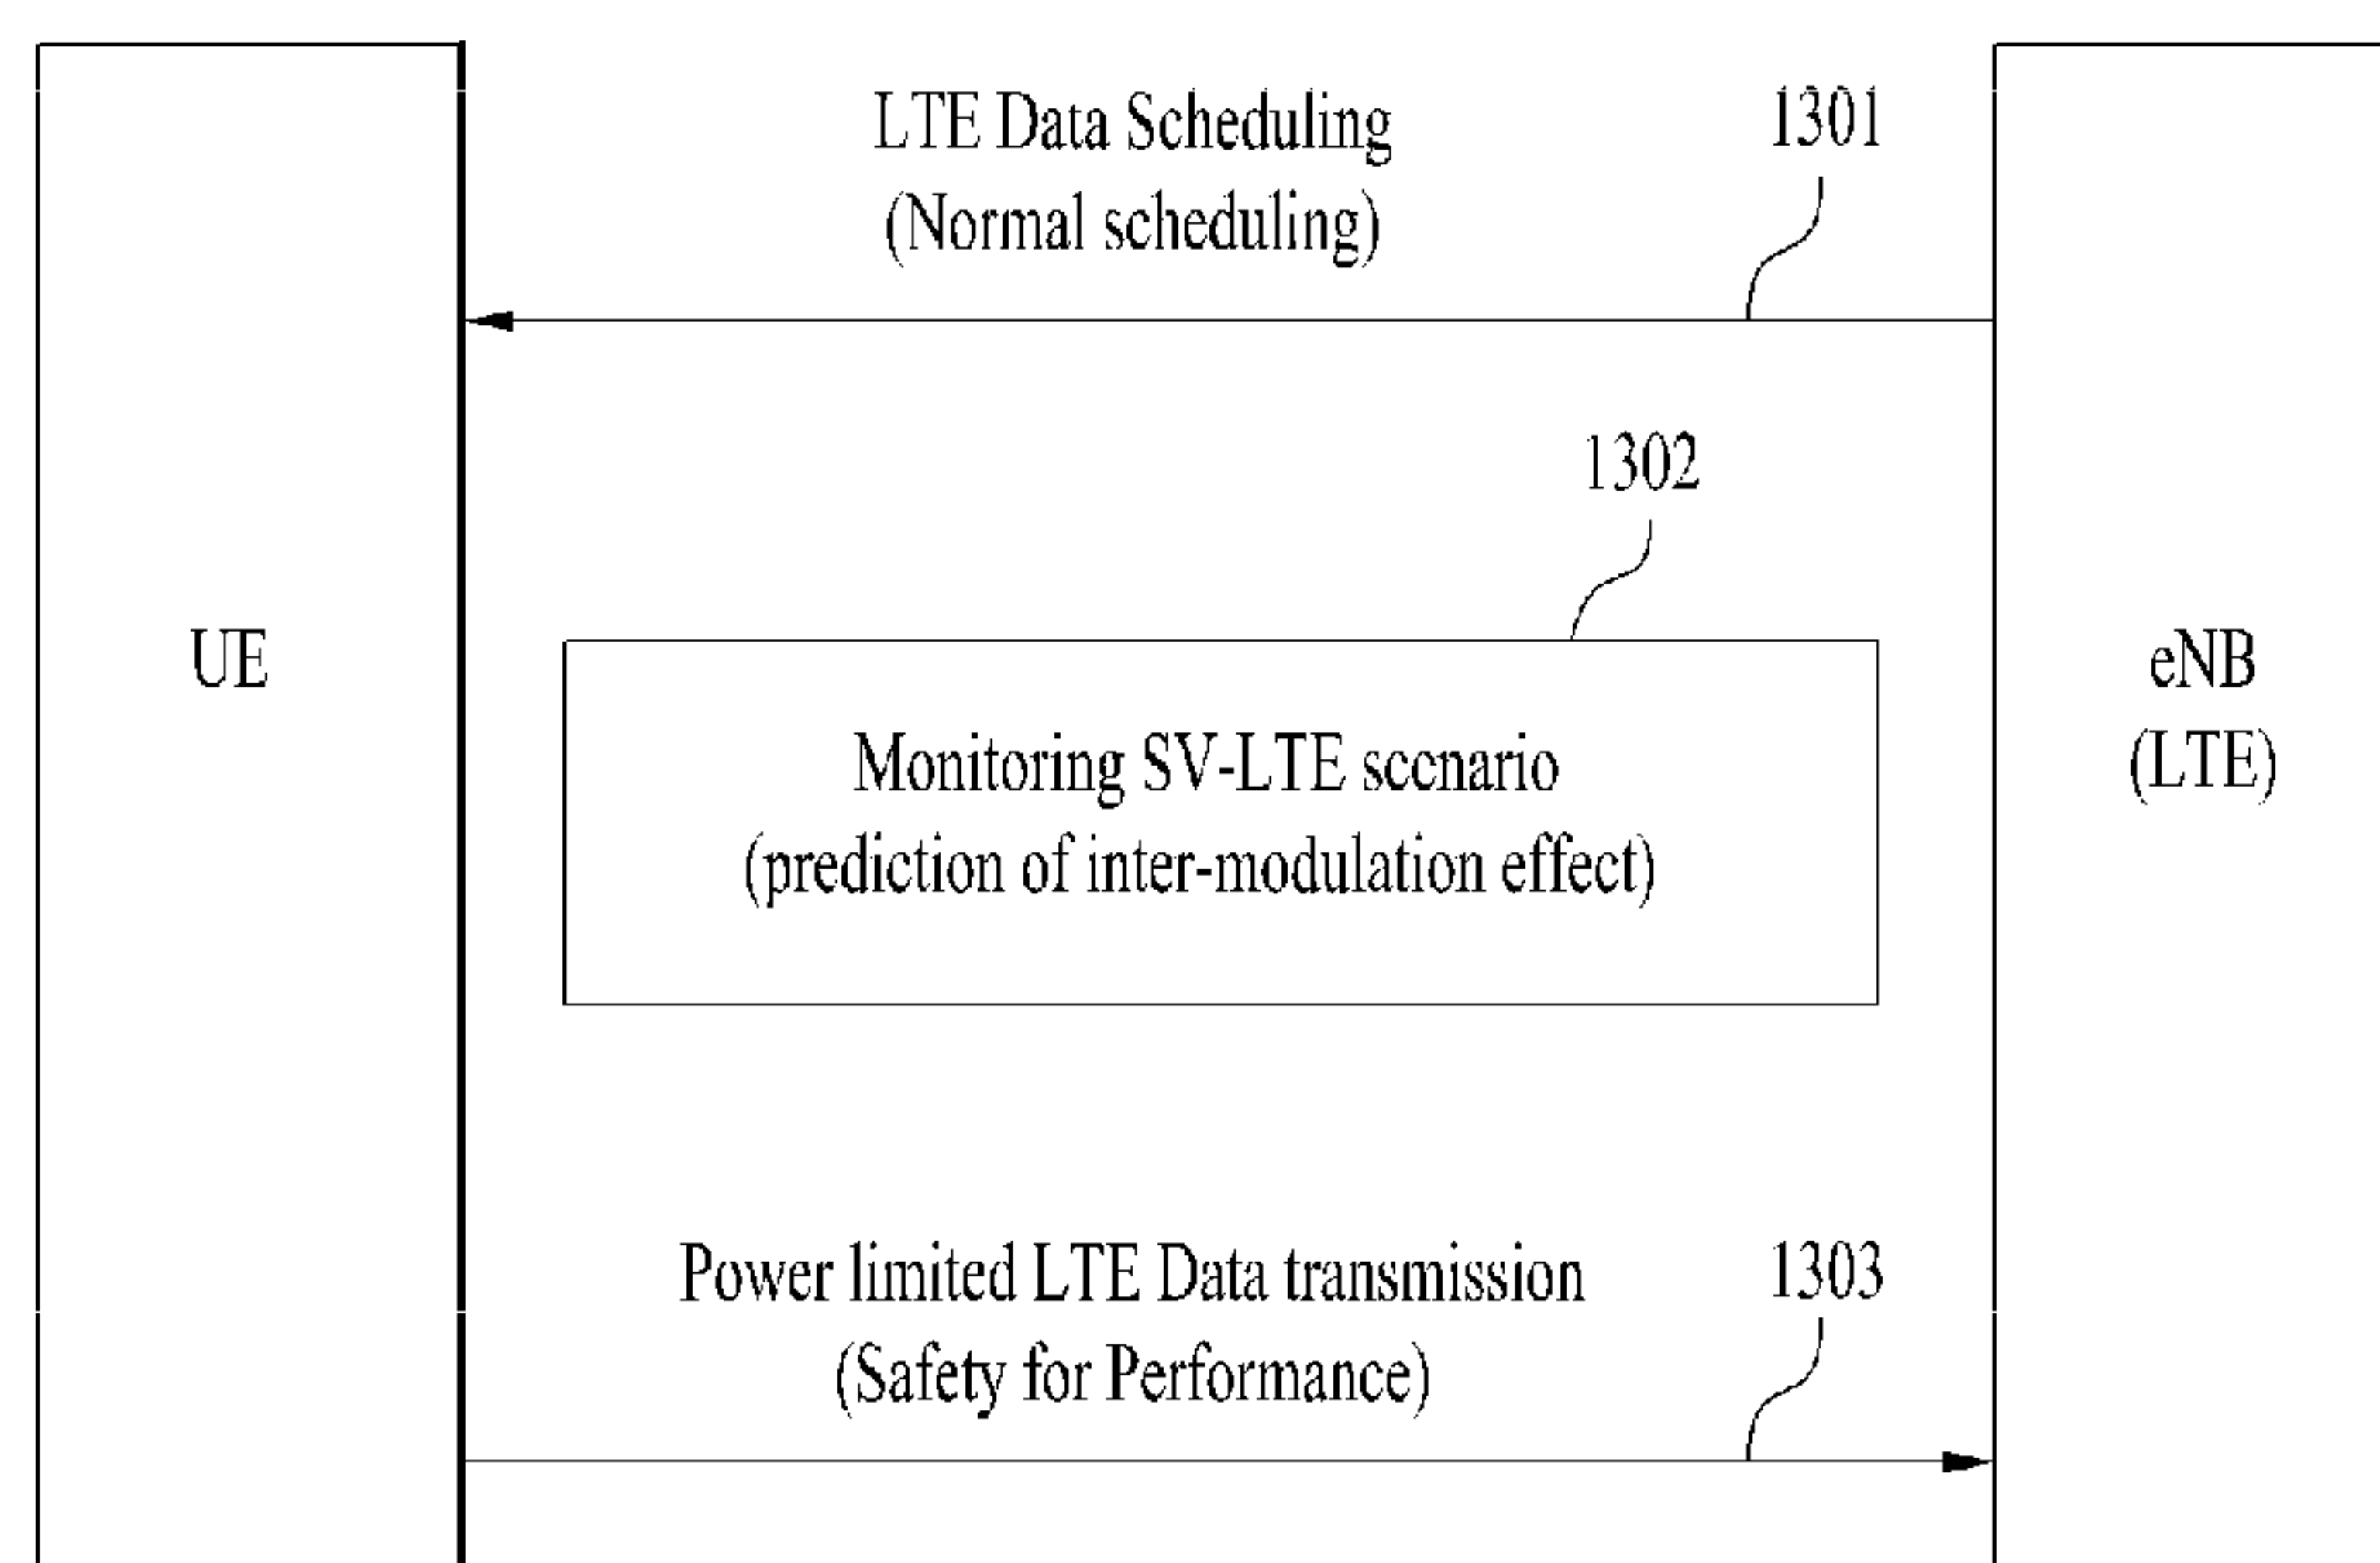 LTE Data Scheduling
(Normal scheduling)
1301
1302
UE
Monitoring SV-LTE scenario
(prediction of inter-modulation effect)
eNB
(LTE)
Power limited LTE Data transmission
(Safety for Performance)
1303